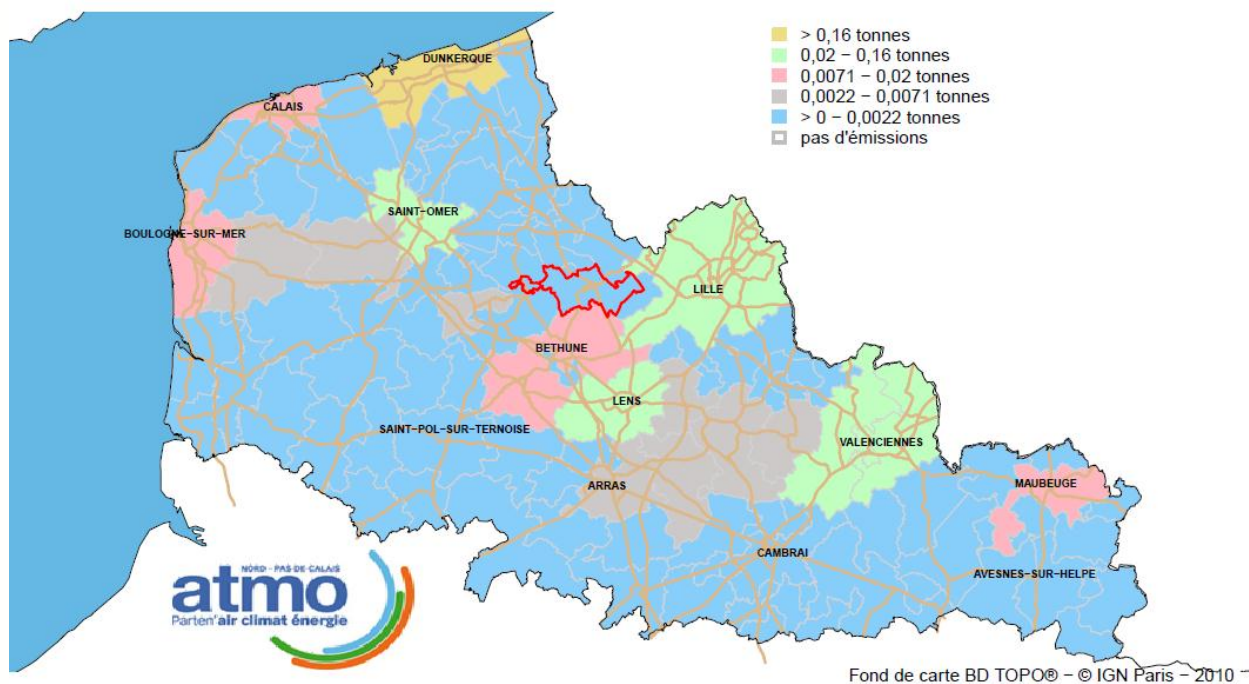 > 0,16 tonnes
0,02 − 0,16 tonnes
0,0071 − 0,02 tonnes
0,0022 − 0,0071 tonnes
> 0 − 0,0022 tonnes
pas d'émissions
DUNKERQUE
CALAIS
SAINT−OMER
BOULOGNE−SUR−MER
LILLE
BETHUNE
LENS
SAINT−POL−SUR−TERNOISE
VALENCIENNES
ARRAS
MAUBEUGE
CAMBRAI
AVESNES−SUR−HELPE
NORD - PAS-DE-CALAIS
atmo
Parten'air climat énergie
Fond de carte BD TOPO® − © IGN Paris − 2010